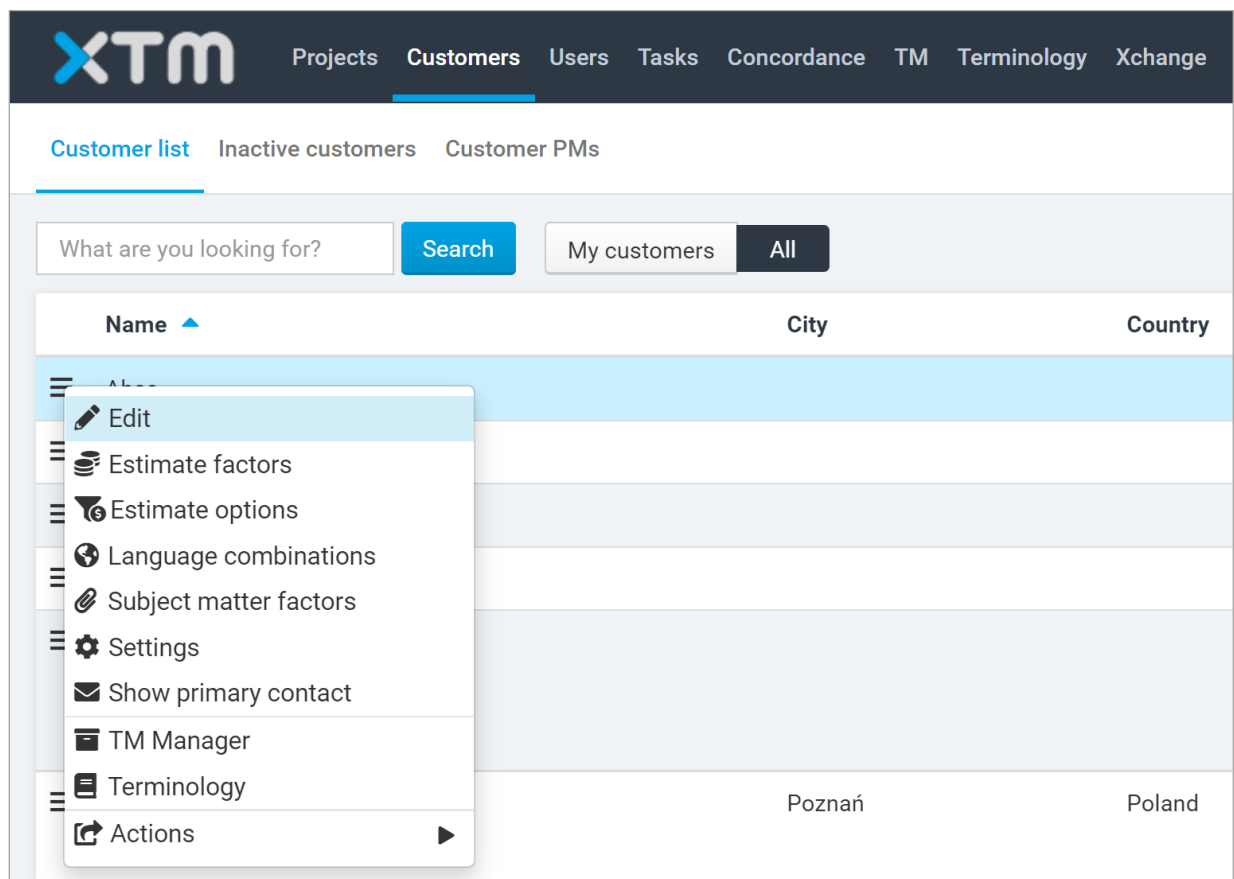 XTM Projects Customers Users Tasks Concordance TM Terminology Xchange
Customer list Inactive customers Customer PMs
What are you looking for? Search My customers All
Name City Country
Edit
Estimate factors
Estimate options
Language combinations
Subject matter factors
Settings
Show primary contact
TM Manager
Terminology
Poznań Poland
Actions